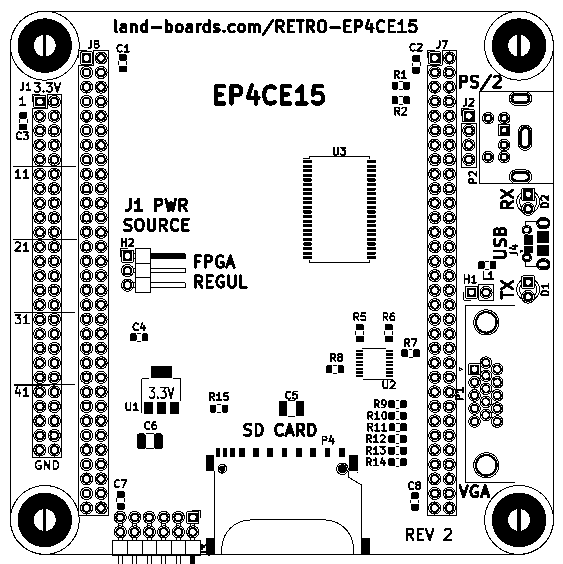 land-boards.com/RETRO-EP4CE15
J6
C1
C2
J7
J1 3.3V
1
C3
R1
R2
EP4CE15
PS/2
J2
P2
U3
11
J1 PWR
SOURCE
RX
D2
21
H2
FPGA
REGUL
USB
J4
L1
H1
TX
D1
31
C4
R5
R6
R7
R8
U2
3.3V
U1
41
R15
C5
P1
R9
R10
R11
R12
R13
R14
C6
SD CARD
P4
GND
VGA
C7
C8
REV 2